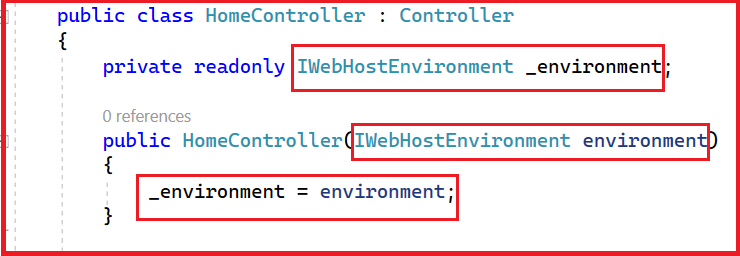 public class HomeController : Controller
{
private readonly IWebHostEnvironment _environment;
0 references
public HomeController(IWebHostEnvironment environment)
{
_environment = environment;
}